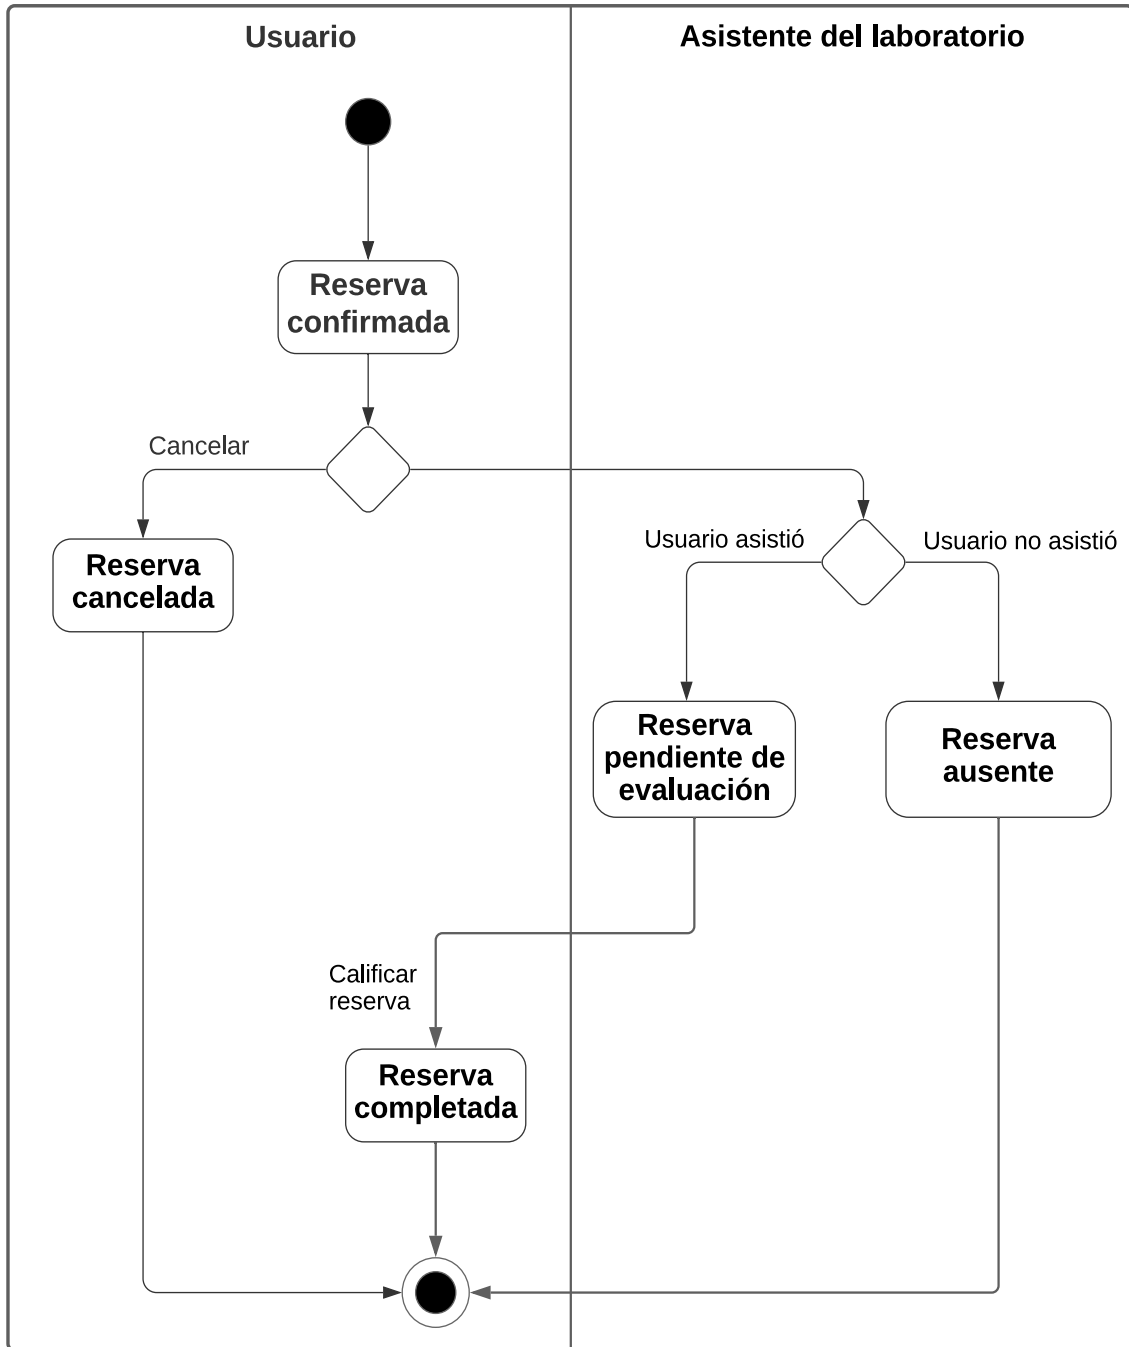 Usuario
Asistente del laboratorio
Reserva
confirmada
Cancelar
Reserva
cancelada
Usuario asistió
Usuario no asistió
Reserva
pendiente de
evaluación
Reserva
ausente
Calificar
reserva
Reserva
completada